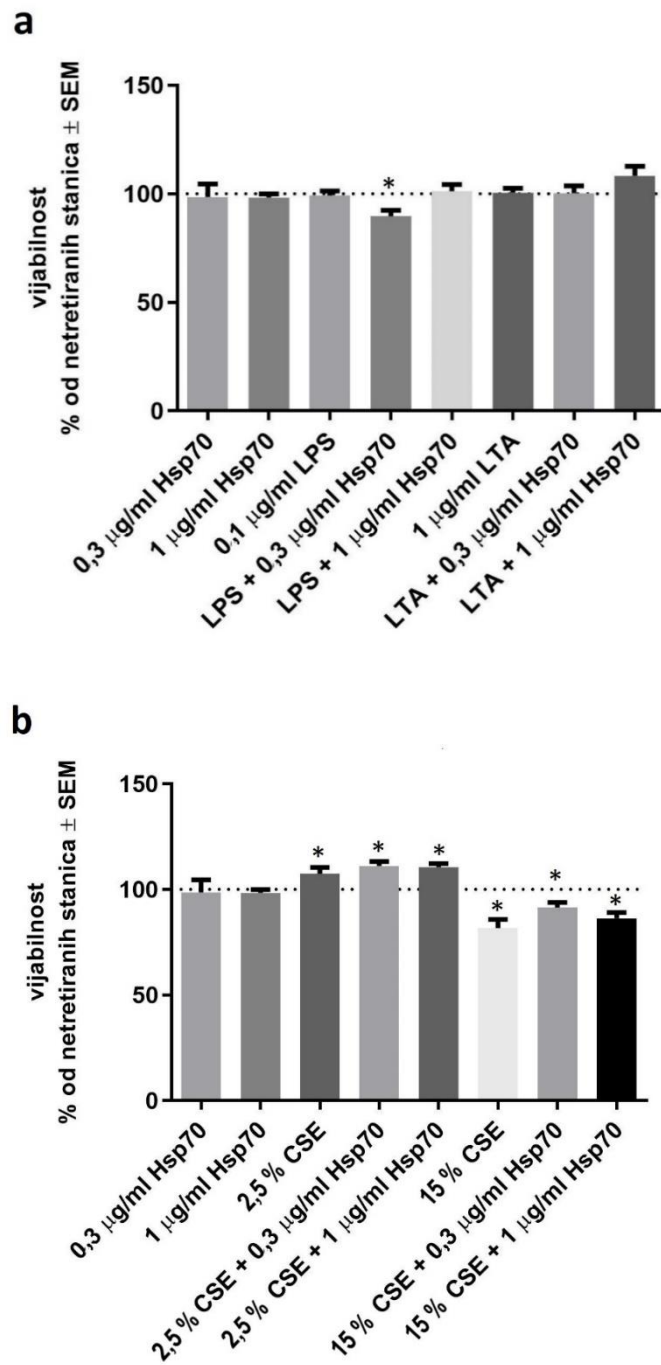 a
vijabilnost
% od netretiranih stanica ± SEM
150
100
50
0
*
0,3 µg/ml Hsp70
1 µg/ml Hsp70
0,1 µg/ml LPS
LPS + 0,3 µg/ml Hsp70
LPS + 1 µg/ml Hsp70
1 µg/ml LTA
LTA + 0,3 µg/ml Hsp70
LTA + 1 µg/ml Hsp70
b
vijabilnost
% od netretiranih stanica ± SEM
150
100
50
0
* * * * * *
0,3 µg/ml Hsp70
1 µg/ml Hsp70
2,5 % CSE
2,5 % CSE + 0,3 µg/ml Hsp70
2,5 % CSE + 1 µg/ml Hsp70
15 % CSE
15 % CSE + 0,3 µg/ml Hsp70
15 % CSE + 1 µg/ml Hsp70